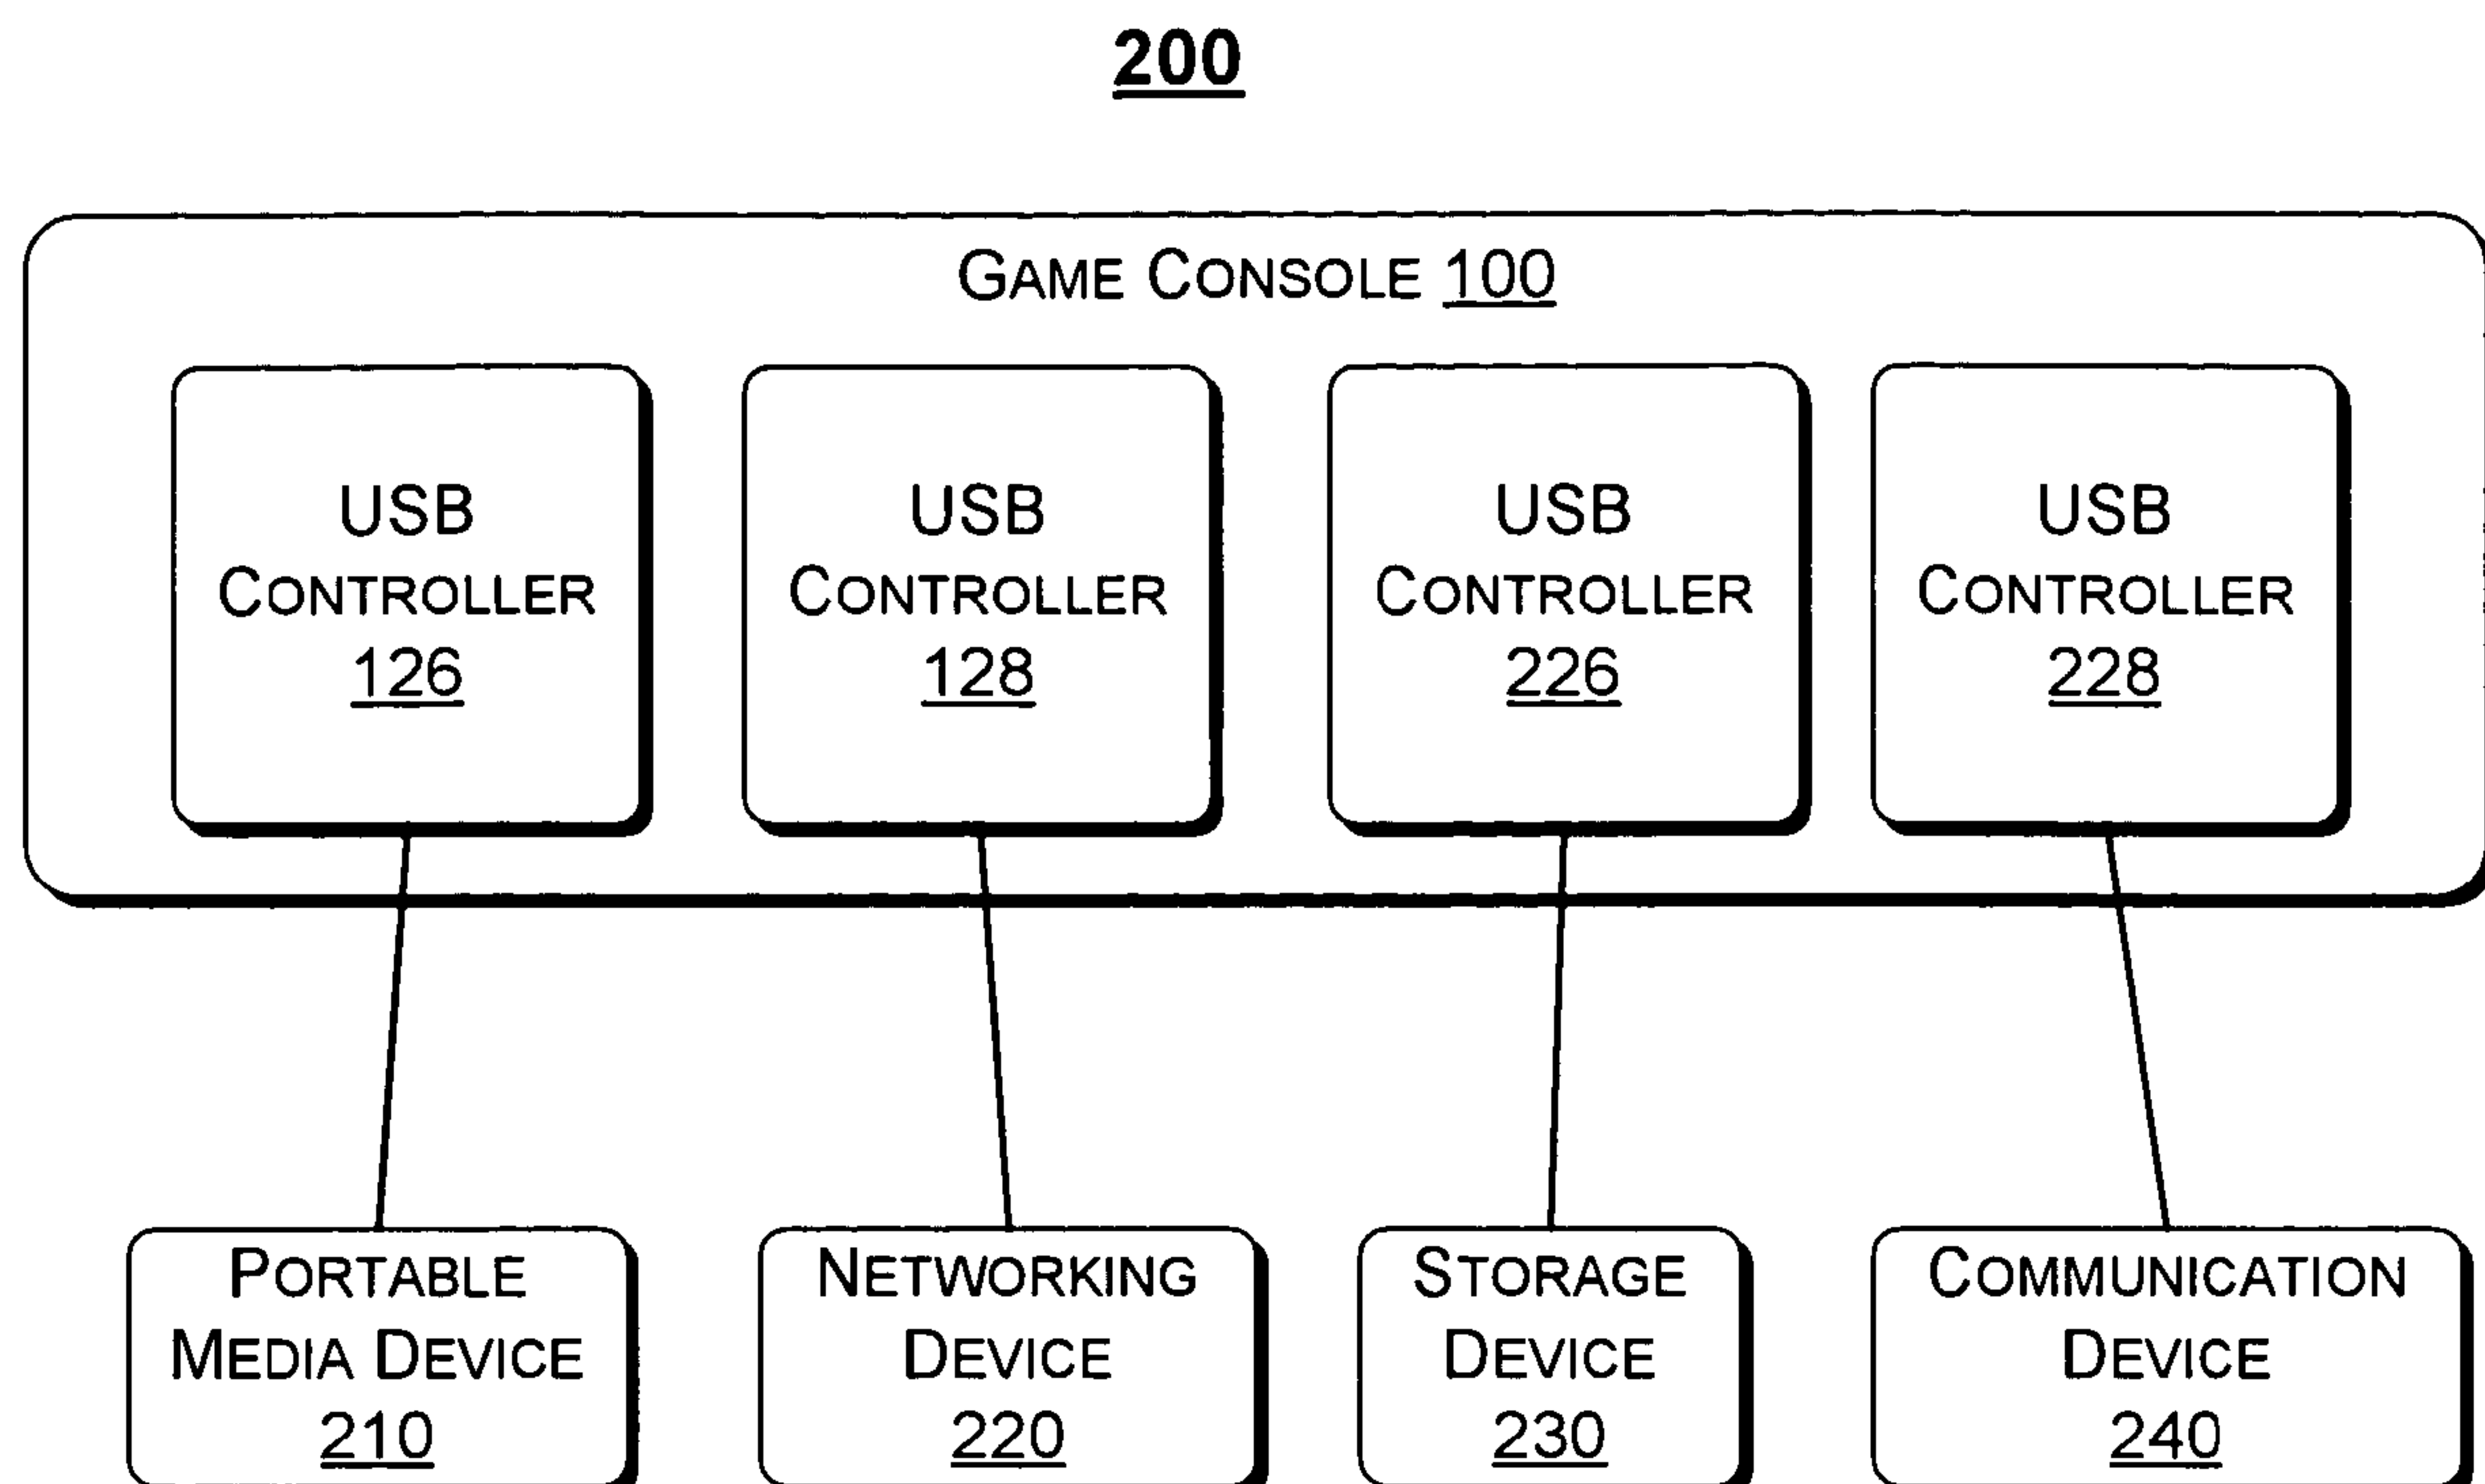 200
GAME CONSOLE 100
USB
CONTROLLER
126
USB
CONTROLLER
128
USB
CONTROLLER
226
USB
CONTROLLER
228
PORTABLE
MEDIA DEVICE
210
NETWORKING
DEVICE
220
STORAGE
DEVICE
230
COMMUNICATION
DEVICE
240